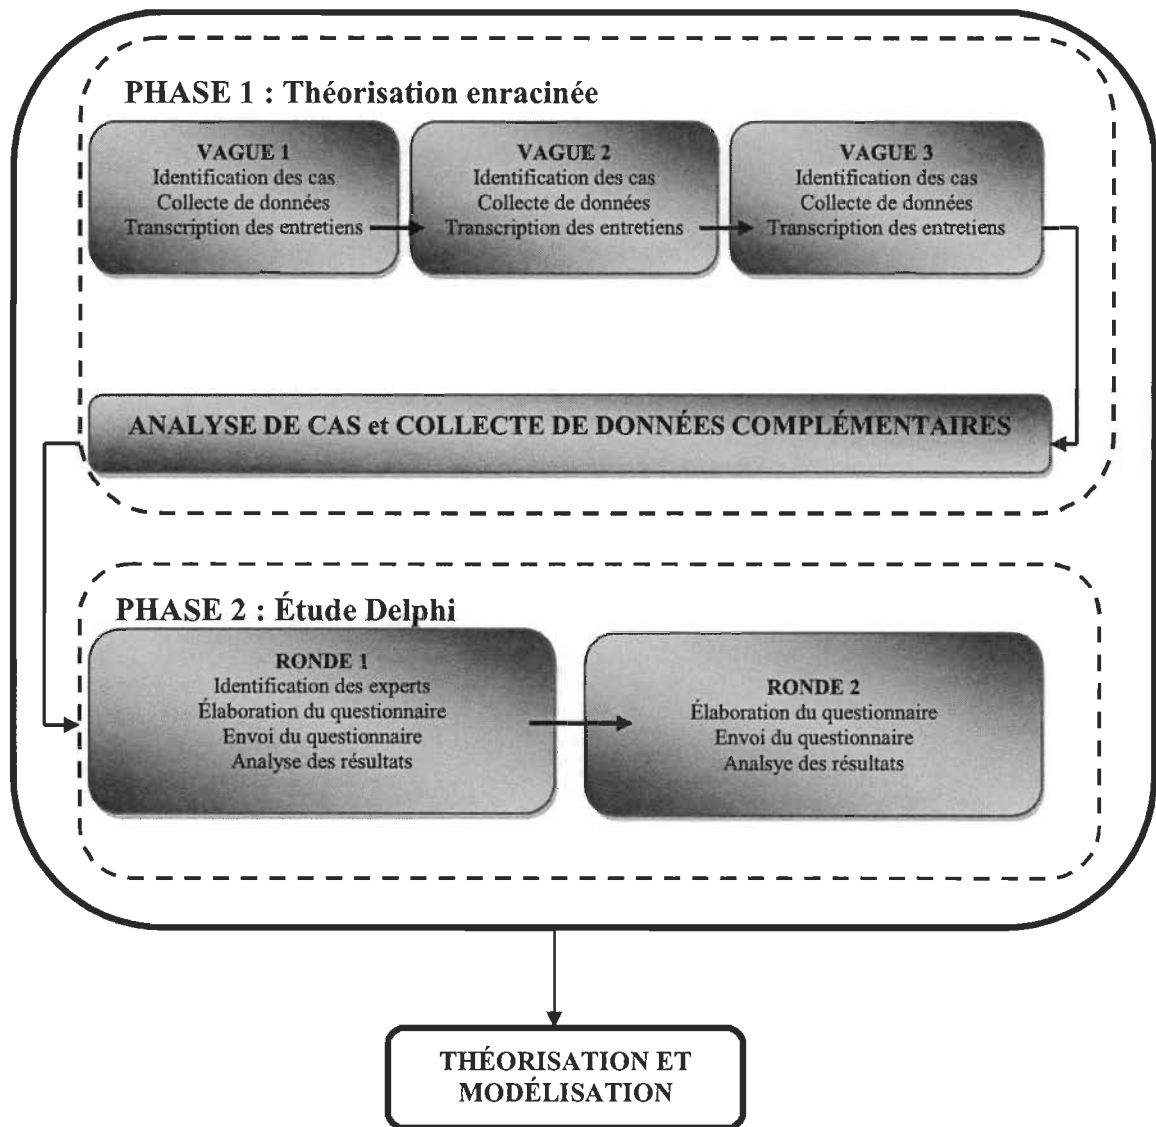 PHASE 1 : Théorisation enracinée
VAGUE 1
Identification des cas
Collecte de données
Transcription des entretiens
VAGUE 2
Identification des cas
Collecte de données
Transcription des entretiens
VAGUE 3
Identification des cas
Collecte de données
Transcription des entretiens
ANALYSE DE CAS et COLLECTE DE DONNÉES COMPLÉMENTAIRES
PHASE 2 : Étude Delphi
RONDE 1
Identification des experts
Élaboration du questionnaire
Envoi du questionnaire
Analyse des résultats
RONDE 2
Élaboration du questionnaire
Envoi du questionnaire
Analsye des résultats
THÉORISATION ET
MODÉLISATION